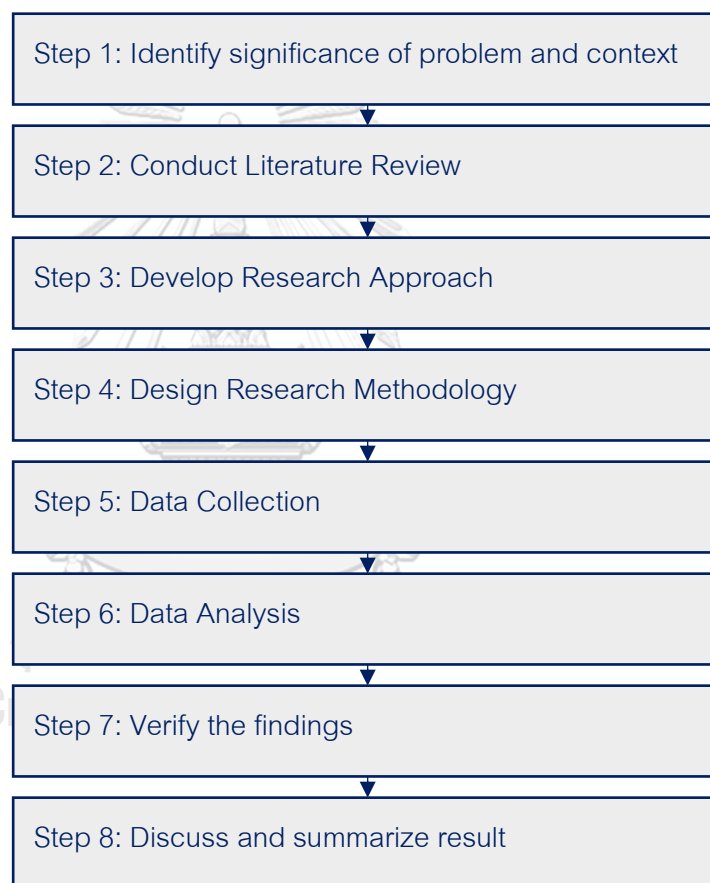 Step 1: Identify significance of problem and context
Step 2: Conduct Literature Review
Step 3: Develop Research Approach
Step 4: Design Research Methodology
Step 5: Data Collection
Step 6: Data Analysis
Step 7: Verify the findings
Step 8: Discuss and summarize result